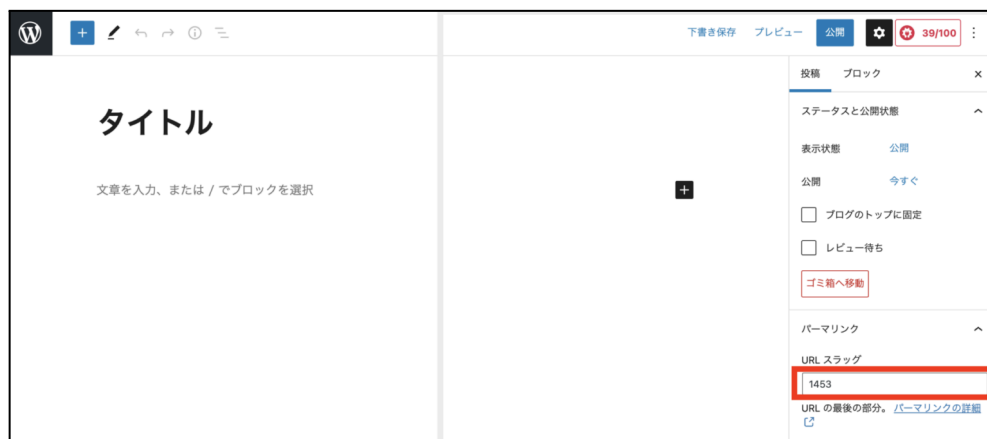 下書き保存 プレビュー 公開 39/100
投稿 ブロック
タイトル
ステータスと公開状態
表示状態 公開
文章を入力、または / でブロックを選択
公開 今すぐ
ブログのトップに固定
レビュー待ち
ゴミ箱へ移動
パーマリンク
URL スラッグ
1453
URL の最後の部分。 パーマリンクの詳細